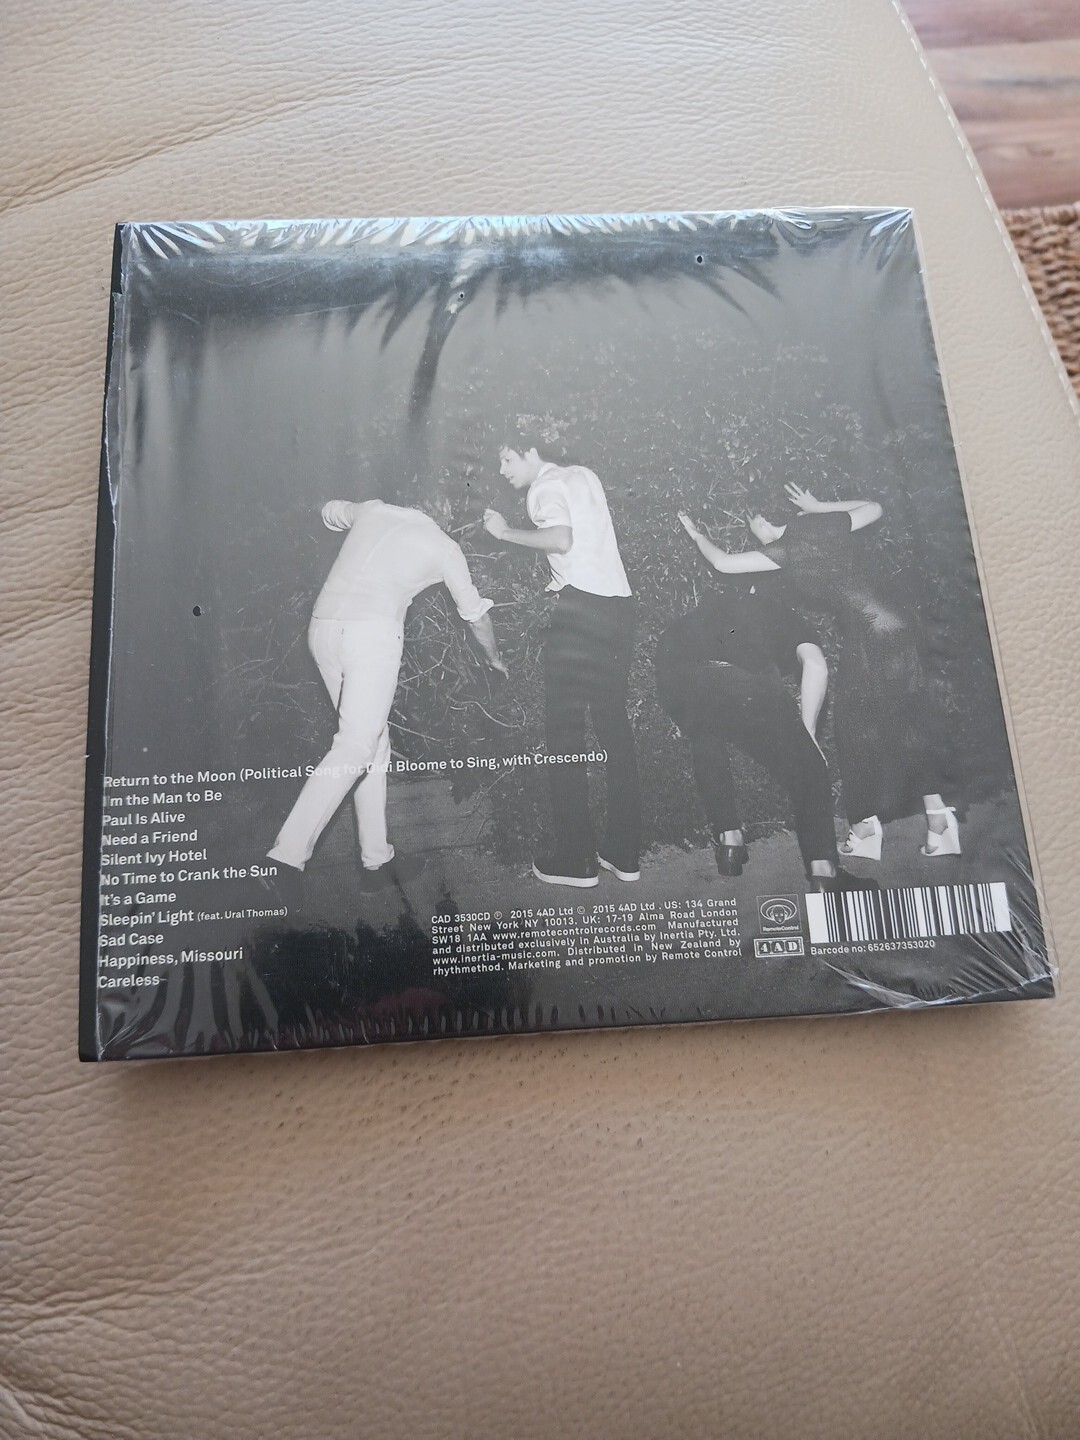 Return to the Moon (Political Song for Didi Bloome to Sing, with Crescendo)
I'm the Man to Be
Paul Is Alive
Need a Friend
Silent Ivy Hotel
No Time to Crank the Sun
It's a Game
Sleepin' Light (feat. Ural Thomas)
Sad Case
Happiness, Missouri
Careless
CAD 3530CD ℗ 2015 4AD Ltd © 2015 4AD Ltd . US: 134 Grand
Street New York NY 10013. UK: 17-19 Alma Road London
SW18 1AA www.remotecontrolrecords.com Manufactured
and distributed exclusively in Australia by Inertia Pty, Ltd.
www.inertia-music.com. Distributed in New Zealand by
rhythmethod. Marketing and promotion by Remote Control
RemoteControl
4AD
Barcode no: 652637353020